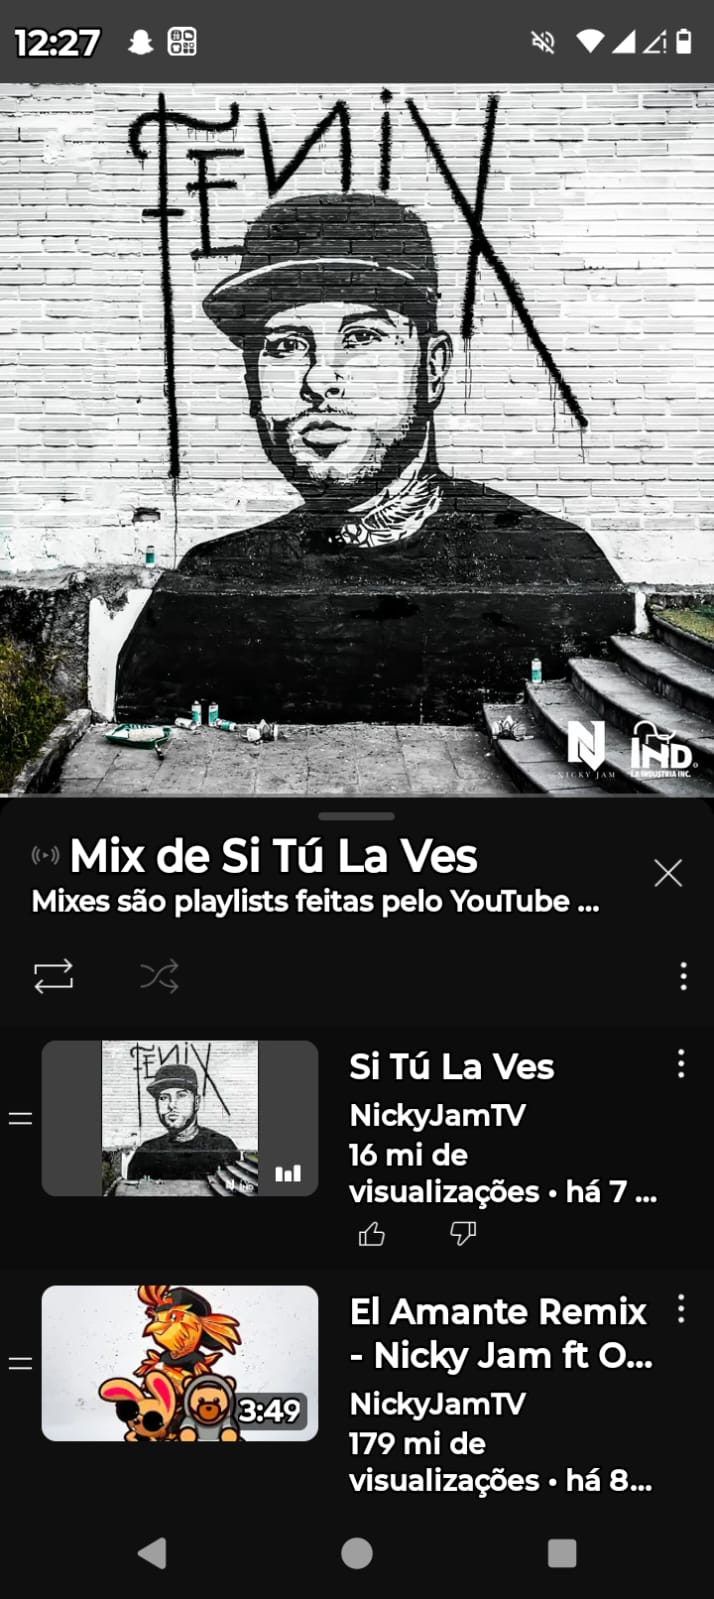 12:27
FENIX
NICKY JAM
IND.
LA INDUSTRIA INC.
Mix de Si Tú La Ves
Mixes são playlists feitas pelo YouTube ...
FENIX
Si Tú La Ves
NickyJamTV
16 mi de
visualizações • há 7 ...
3:49
El Amante Remix
- Nicky Jam ft O...
NickyJamTV
179 mi de
visualizações • há 8...